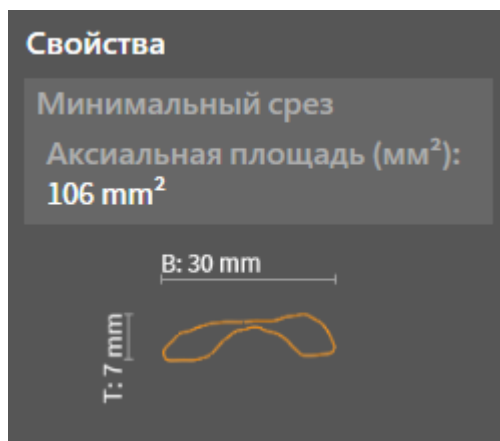 Свойства
Минимальный срез
Аксиальная площадь (мм²):
106 mm²
B: 30 mm
T: 7 mm